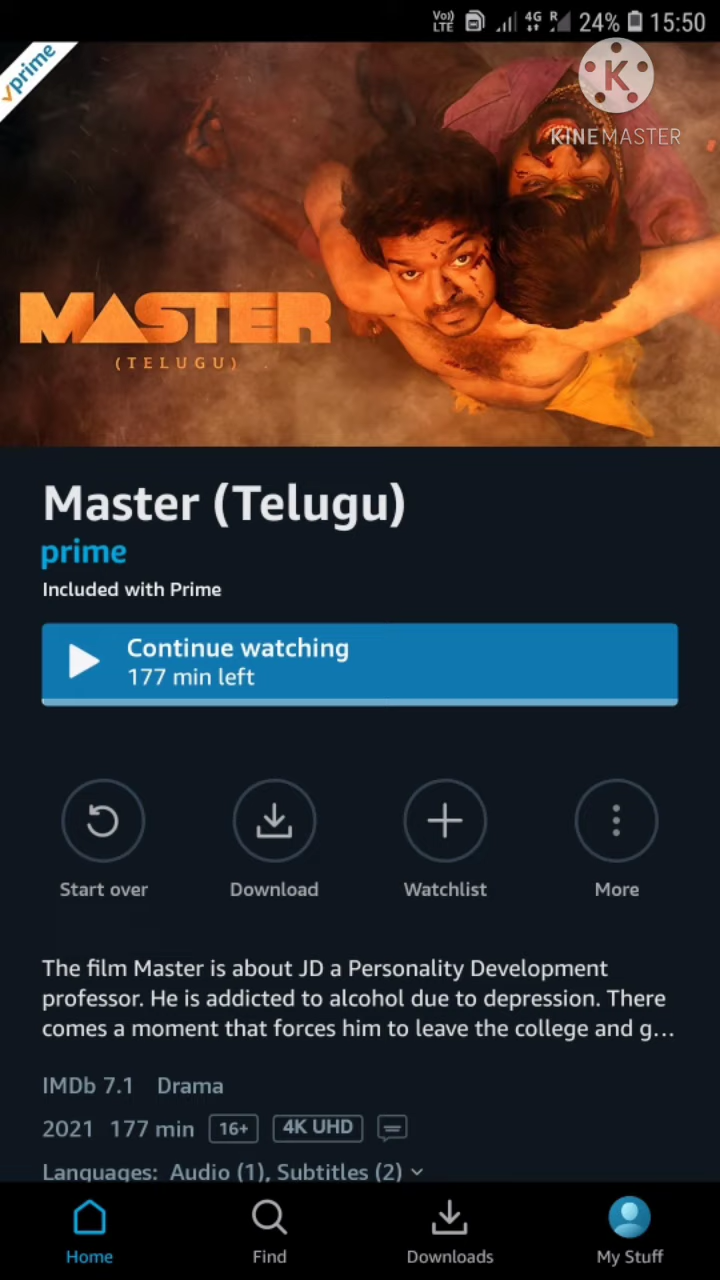 Vo))
LTE
4G
R
24%
15:50
prime
K
KINEMASTER
MASTER
(TELUGU)
Master (Telugu)
prime
Included with Prime
Continue watching
177 min left
Start over
Download
Watchlist
More
The film Master is about JD a Personality Development
professor. He is addicted to alcohol due to depression. There
comes a moment that forces him to leave the college and g...
IMDb 7.1 Drama
2021 177 min 16+ 4K UHD
Languages: Audio (1), Subtitles (2)
Home
Find
Downloads
My Stuff